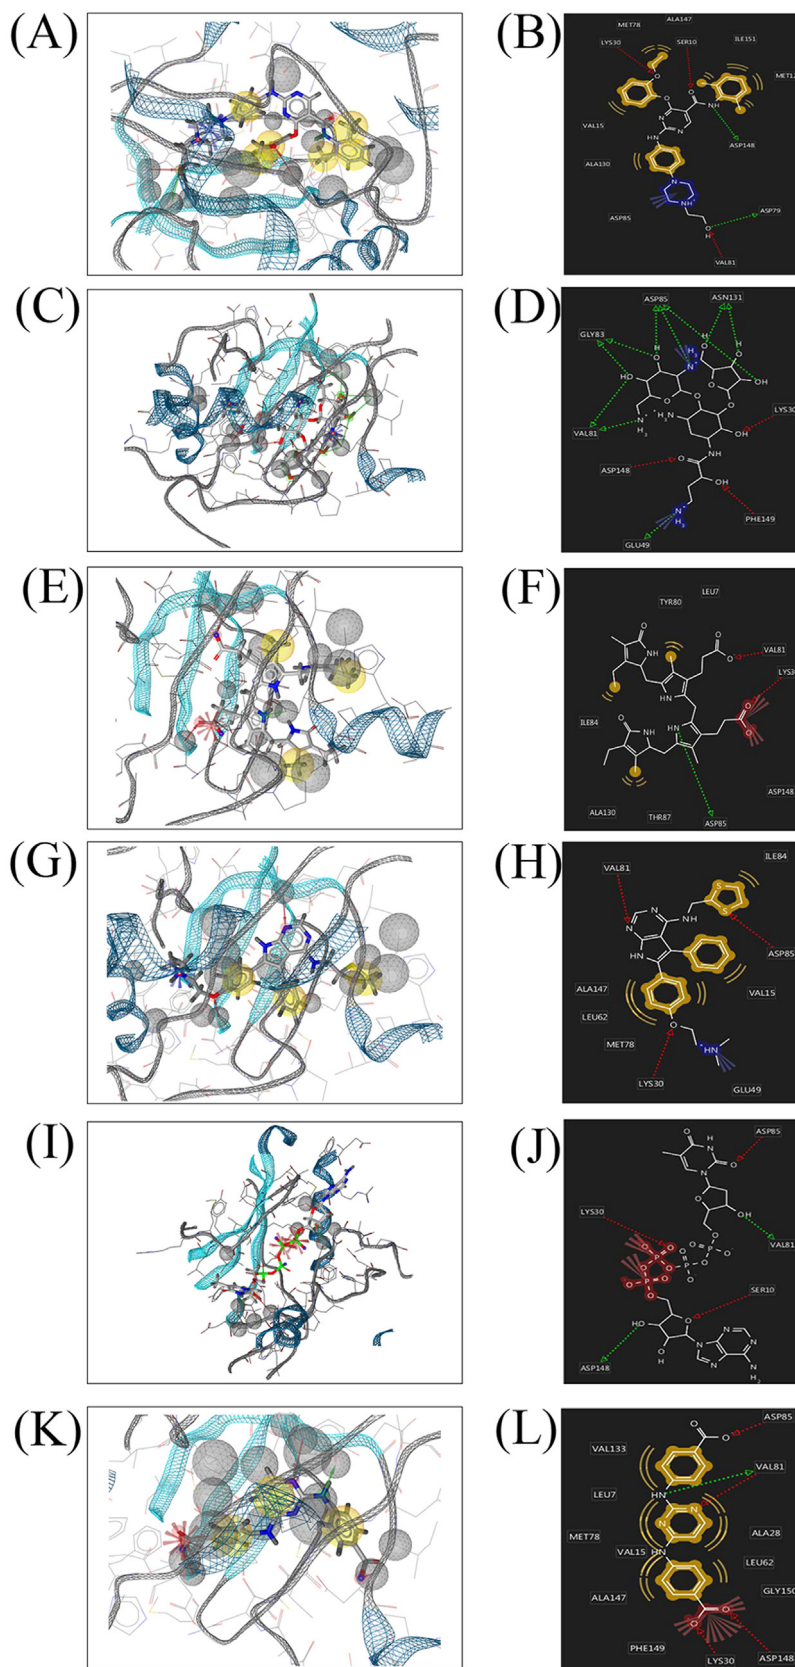 (A)
(B)
MET78
ALA147
LYS30
SER10
ILE151
VAL15
ALA130
ASP148
ASP85
ASP79
VAL81
(C)
(D)
ASP85
ASN131
GLY83
LYS30
VAL81
ASP148
PHE149
GLU49
(E)
(F)
LEU7
TYR80
VAL81
ILE84
ASP148
ALA130
THR87
ASP85
(G)
(H)
ILE84
VAL81
ASP85
ALA147
VAL15
LEU62
MET78
LYS30
GLU49
(I)
(J)
ASP85
LYS30
VAL81
SER10
ASP148
(K)
(L)
ASP85
VAL133
VAL81
LEU7
MET78
ALA28
VAL15
LEU62
ALA147
GLY150
PHE149
LYS30
ASP148